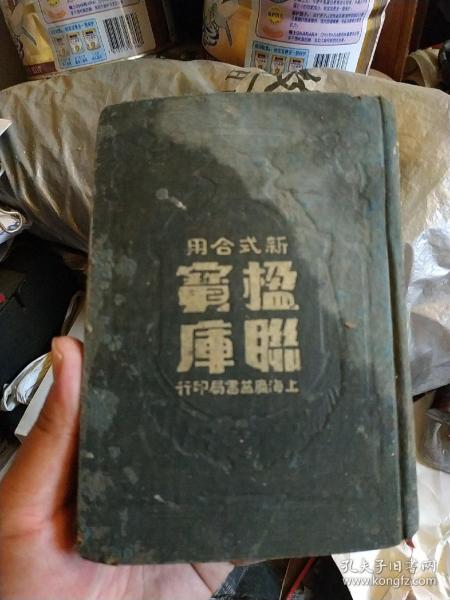 新式合用
楹聯
寶庫
上海廣益書局印行
孔夫子旧书网
www.kongfz.com